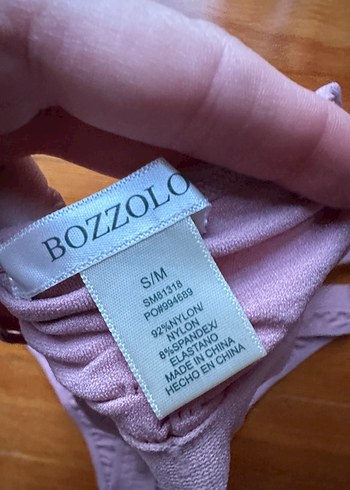 BOZZOLO
S/M
SM81318
PO#994689
92%NYLON/
NYLON
8%SPANDEX/
ELASTANO
MADE IN CHINA
HECHO EN CHINA